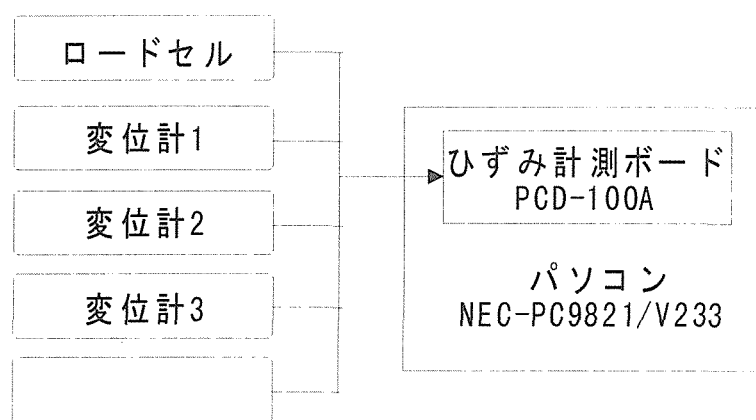 ロードセル
変位計1
変位計2
変位計3
ひずみ計測ボード
PCD-100A
パソコン
NEC-PC9821/V233